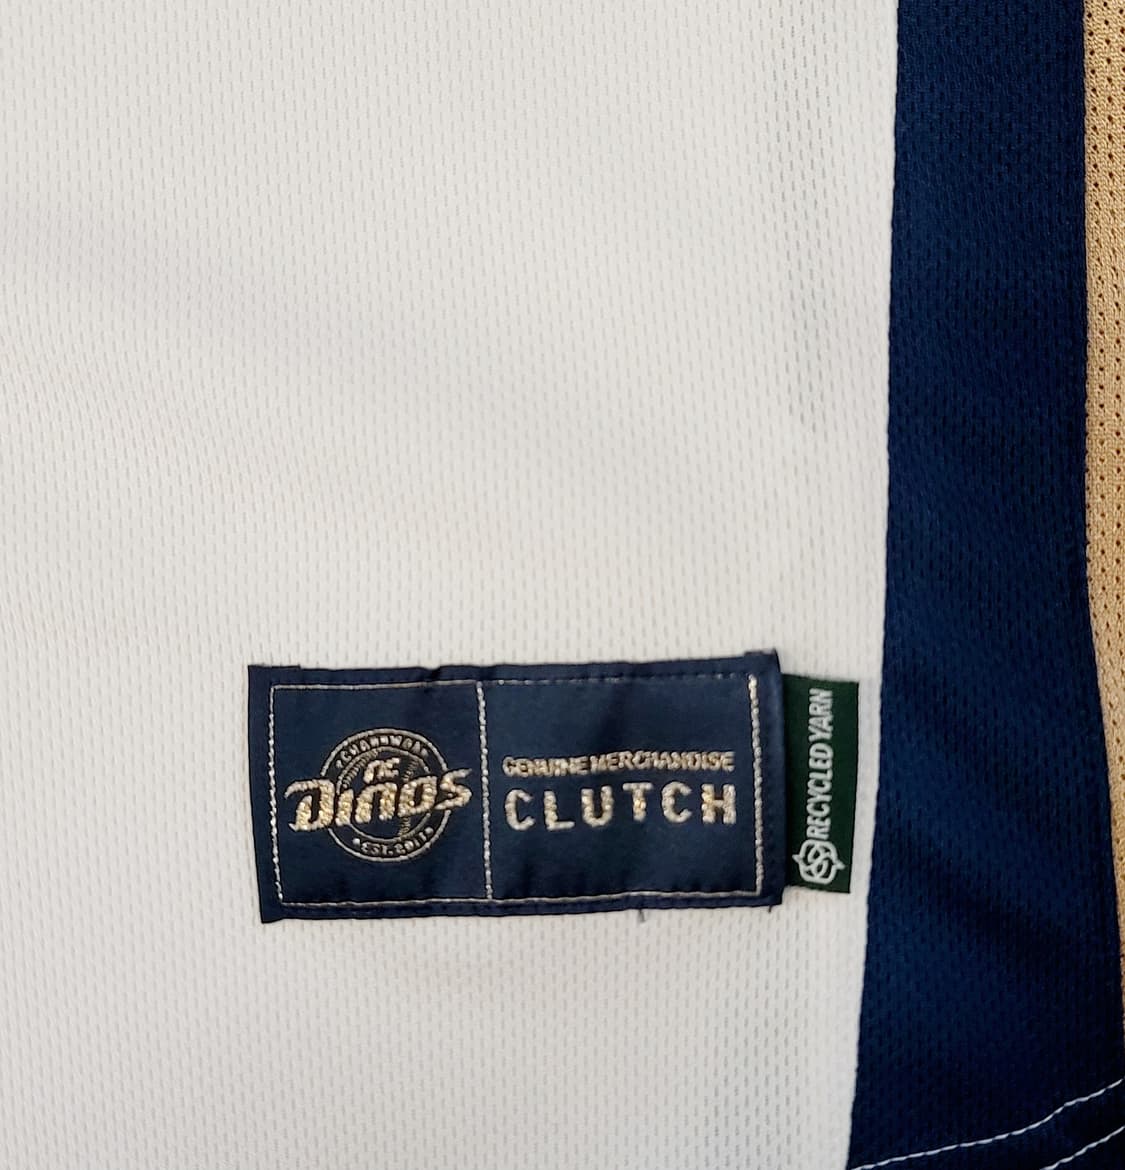 CHANGWON
NC
DINOS
EST. 2011
GENUINE MERCHANDISE
CLUTCH
RECYCLED YARN